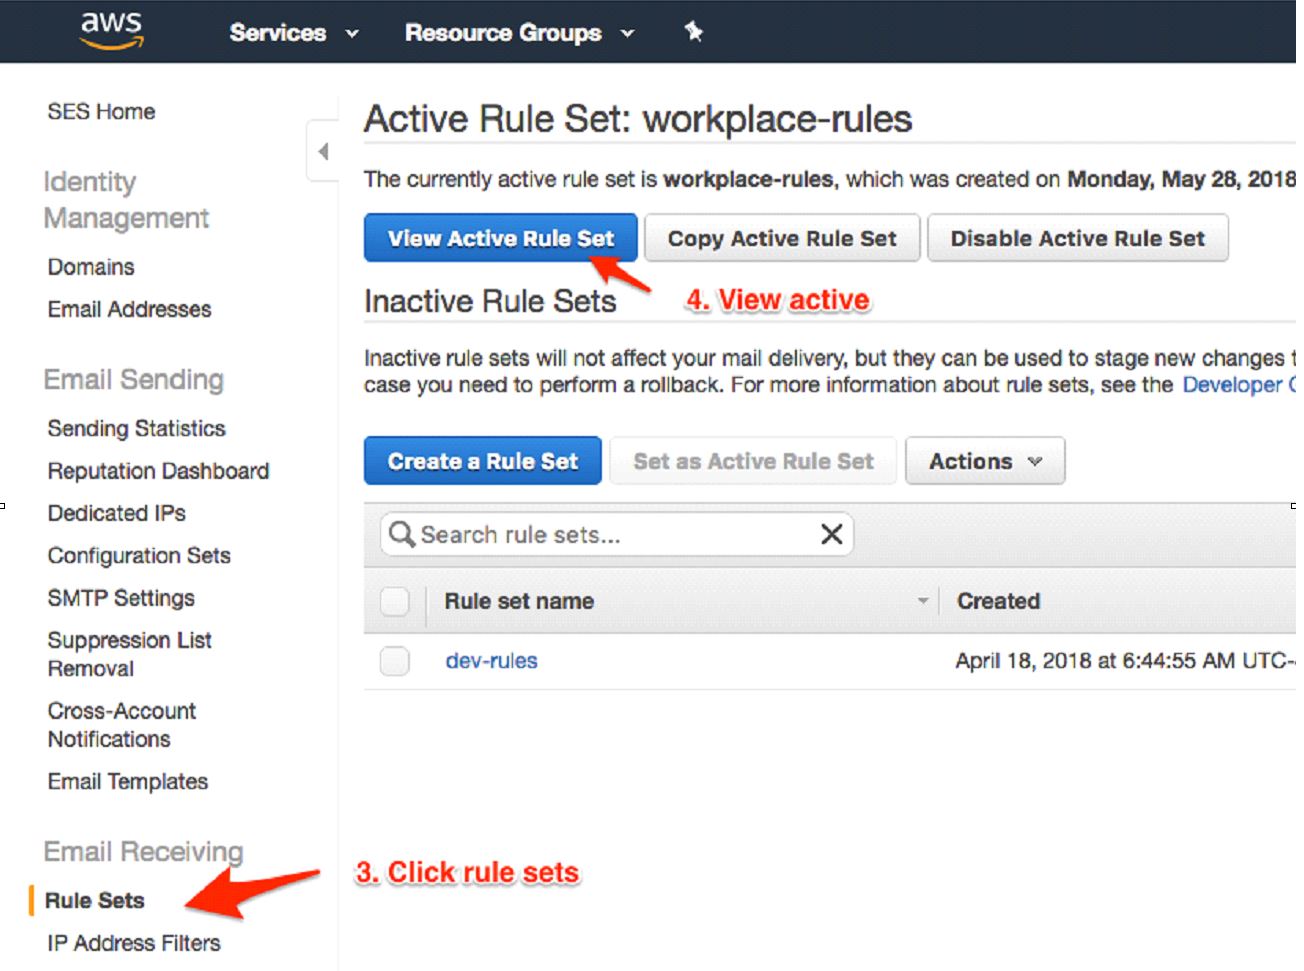 aws
Services
Resource Groups
SES Home
Identity
Management
Domains
Email Addresses
Email Sending
Sending Statistics
Reputation Dashboard
Dedicated IPs
Configuration Sets
SMTP Settings
Suppression List
Removal
Cross-Account
Notifications
Email Templates
Email Receiving
Rule Sets
IP Address Filters
Active Rule Set: workplace-rules
The currently active rule set is workplace-rules, which was created on Monday, May 28, 2018
View Active Rule Set
Copy Active Rule Set
Disable Active Rule Set
4. View active
Inactive Rule Sets
Inactive rule sets will not affect your mail delivery, but they can be used to stage new changes
case you need to perform a rollback. For more information about rule sets, see the Developer
Create a Rule Set
Set as Active Rule Set
Actions
Search rule sets...
Rule set name
Created
dev-rules
April 18, 2018 at 6:44:55 AM UTC-
3. Click rule sets